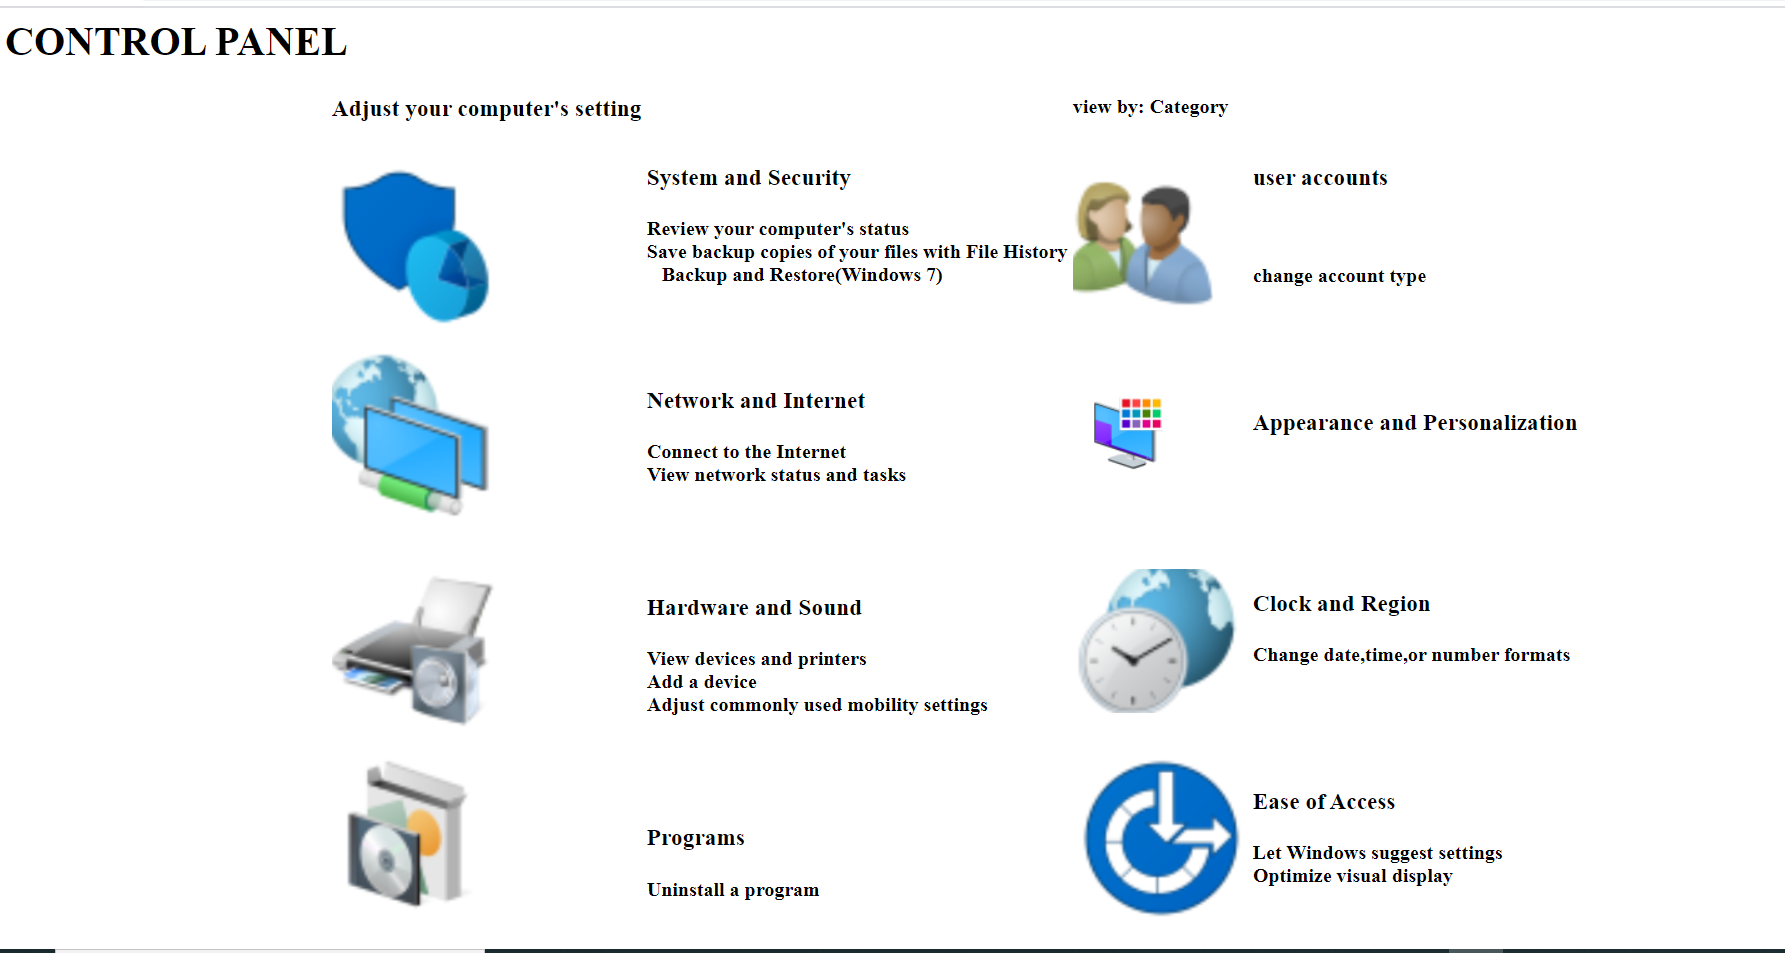 CONTROL PANEL
Adjust your computer's setting
view by: Category
System and Security
Review your computer's status
Save backup copies of your files with File History
Backup and Restore(Windows 7)
user accounts
change account type
Network and Internet
Connect to the Internet
View network status and tasks
Appearance and Personalization
Hardware and Sound
View devices and printers
Add a device
Adjust commonly used mobility settings
Clock and Region
Change date,time,or number formats
Programs
Uninstall a program
Ease of Access
Let Windows suggest settings
Optimize visual display